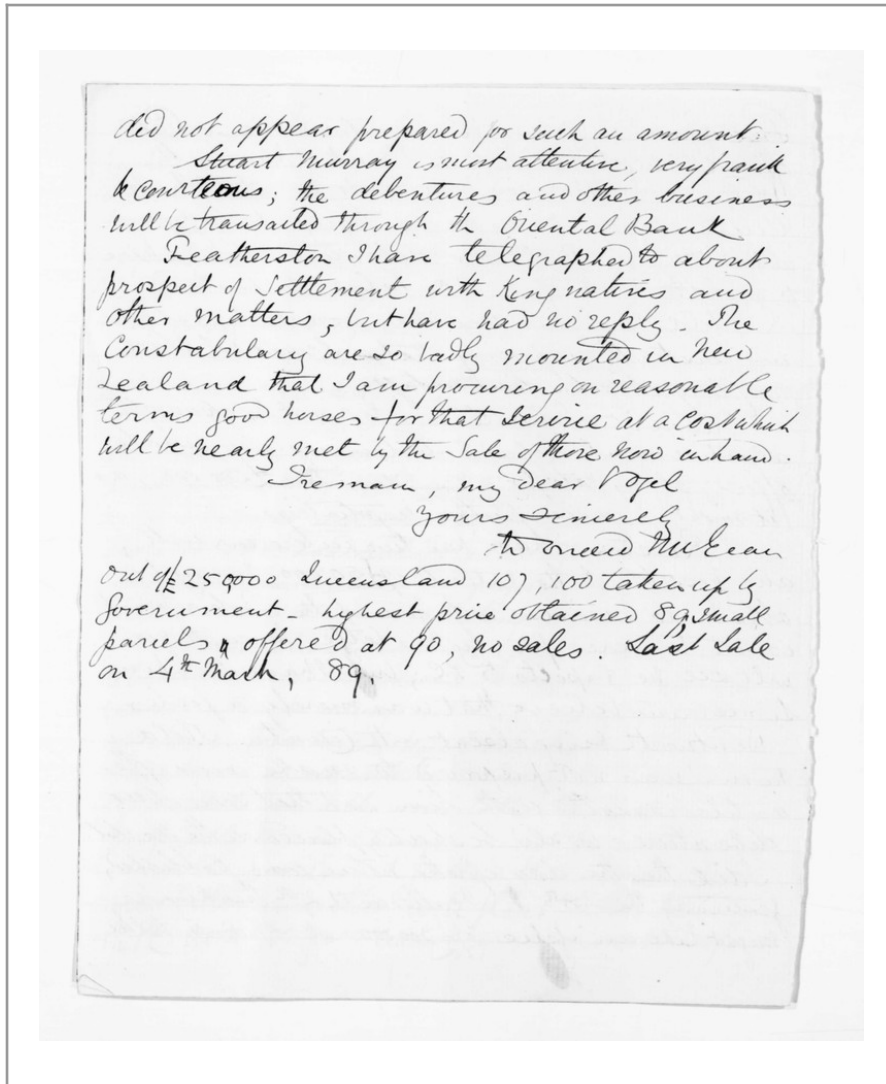 did not appear prepared for such an amount.
Stuart Murray is most attentive, very frank
& courteous; the debentures and other business
will be transacted through the Oriental Bank
Featherston I have telegraphed to about
prospect of Settlement with King natives and
other matters, but have had no reply. The
Constabulary are so badly mounted in New
Zealand that I am procuring on reasonable
terms good horses for that service at a cost which
will be nearly met by the Sale of those now in hand.
I remain, my dear Vogel
Yours sincerely
Donald McLean
Out of £250000 Queensland 107,100 taken up by
Government - highest price obtained 89 small
parcels, offered at 90, no sales. Last Sale
on 4th March, 89.